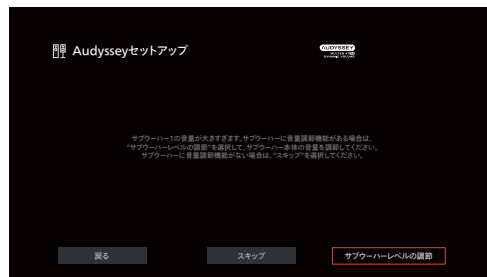 Audysseyセットアップ
AUDYSSEY
MULTEQ XT32
DYNAMIC VOLUME
サブウーハー1の音量が大きすぎます。サブウーハーに音量調節機能がある場合は、
"サブウーハーレベルの調節"を選択して、サブウーハー本体の音量を調節してください。
サブウーハーに音量調節機能がない場合は、"スキップ"を選択してください。
戻る
スキップ
サブウーハーレベルの調節